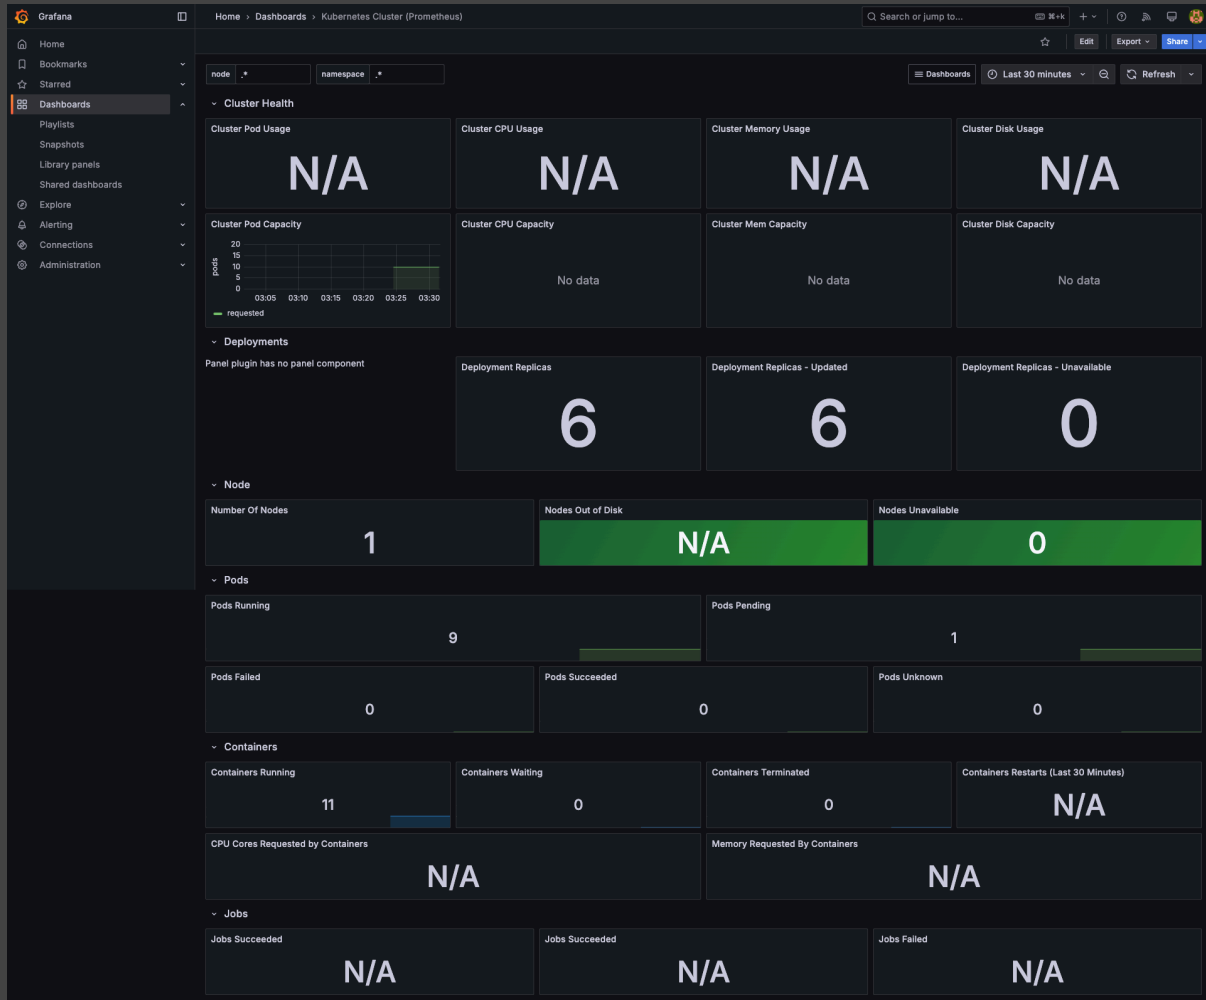 Grafana
Home › Dashboards › Kubernetes Cluster (Prometheus)
Search or jump to... ⌘+k
Edit Export Share
Home
Bookmarks
Starred
Dashboards
Playlists
Snapshots
Library panels
Shared dashboards
Explore
Alerting
Connections
Administration
node .* namespace .*
Dashboards Last 30 minutes Refresh
Cluster Health
Cluster Pod Usage
N/A
Cluster CPU Usage
N/A
Cluster Memory Usage
N/A
Cluster Disk Usage
N/A
Cluster Pod Capacity
pods
20
15
10
5
0
03:05 03:10 03:15 03:20 03:25 03:30
requested
Cluster CPU Capacity
No data
Cluster Mem Capacity
No data
Cluster Disk Capacity
No data
Deployments
Panel plugin has no panel component
Deployment Replicas
6
Deployment Replicas - Updated
6
Deployment Replicas - Unavailable
0
Node
Number Of Nodes
1
Nodes Out of Disk
N/A
Nodes Unavailable
0
Pods
Pods Running
9
Pods Pending
1
Pods Failed
0
Pods Succeeded
0
Pods Unknown
0
Containers
Containers Running
11
Containers Waiting
0
Containers Terminated
0
Containers Restarts (Last 30 Minutes)
N/A
CPU Cores Requested by Containers
N/A
Memory Requested By Containers
N/A
Jobs
Jobs Succeeded
N/A
Jobs Succeeded
N/A
Jobs Failed
N/A